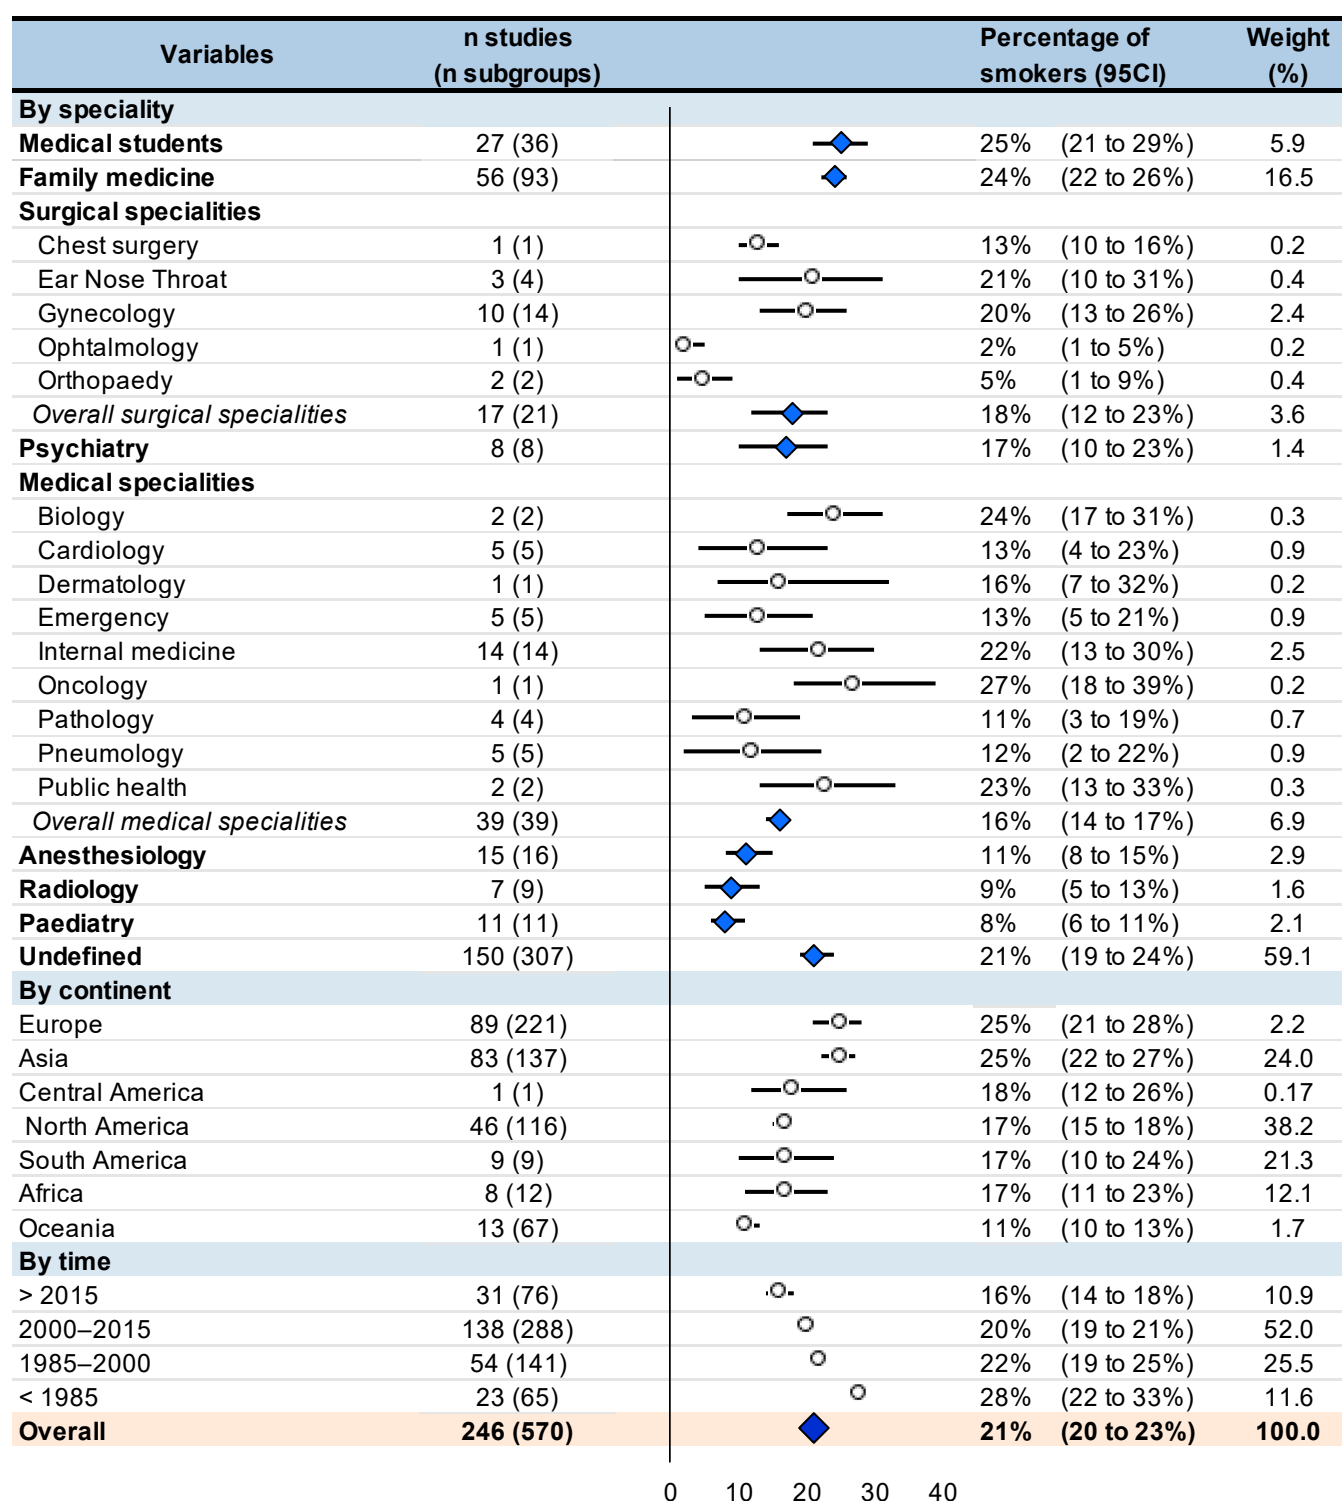 Variables n studies (n subgroups) Percentage of smokers (95CI) Weight (%)
By speciality
Medical students 27 (36) 25% (21 to 29%) 5.9
Family medicine 56 (93) 24% (22 to 26%) 16.5
Surgical specialities
Chest surgery 1 (1) 13% (10 to 16%) 0.2
Ear Nose Throat 3 (4) 21% (10 to 31%) 0.4
Gynecology 10 (14) 20% (13 to 26%) 2.4
Ophtalmology 1 (1) 2% (1 to 5%) 0.2
Orthopaedy 2 (2) 5% (1 to 9%) 0.4
Overall surgical specialities 17 (21) 18% (12 to 23%) 3.6
Psychiatry 8 (8) 17% (10 to 23%) 1.4
Medical specialities
Biology 2 (2) 24% (17 to 31%) 0.3
Cardiology 5 (5) 13% (4 to 23%) 0.9
Dermatology 1 (1) 16% (7 to 32%) 0.2
Emergency 5 (5) 13% (5 to 21%) 0.9
Internal medicine 14 (14) 22% (13 to 30%) 2.5
Oncology 1 (1) 27% (18 to 39%) 0.2
Pathology 4 (4) 11% (3 to 19%) 0.7
Pneumology 5 (5) 12% (2 to 22%) 0.9
Public health 2 (2) 23% (13 to 33%) 0.3
Overall medical specialities 39 (39) 16% (14 to 17%) 6.9
Anesthesiology 15 (16) 11% (8 to 15%) 2.9
Radiology 7 (9) 9% (5 to 13%) 1.6
Paediatry 11 (11) 8% (6 to 11%) 2.1
Undefined 150 (307) 21% (19 to 24%) 59.1
By continent
Europe 89 (221) 25% (21 to 28%) 2.2
Asia 83 (137) 25% (22 to 27%) 24.0
Central America 1 (1) 18% (12 to 26%) 0.17
North America 46 (116) 17% (15 to 18%) 38.2
South America 9 (9) 17% (10 to 24%) 21.3
Africa 8 (12) 17% (11 to 23%) 12.1
Oceania 13 (67) 11% (10 to 13%) 1.7
By time
> 2015 31 (76) 16% (14 to 18%) 10.9
2000–2015 138 (288) 20% (19 to 21%) 52.0
1985–2000 54 (141) 22% (19 to 25%) 25.5
< 1985 23 (65) 28% (22 to 33%) 11.6
Overall 246 (570) 21% (20 to 23%) 100.0
0 10 20 30 40